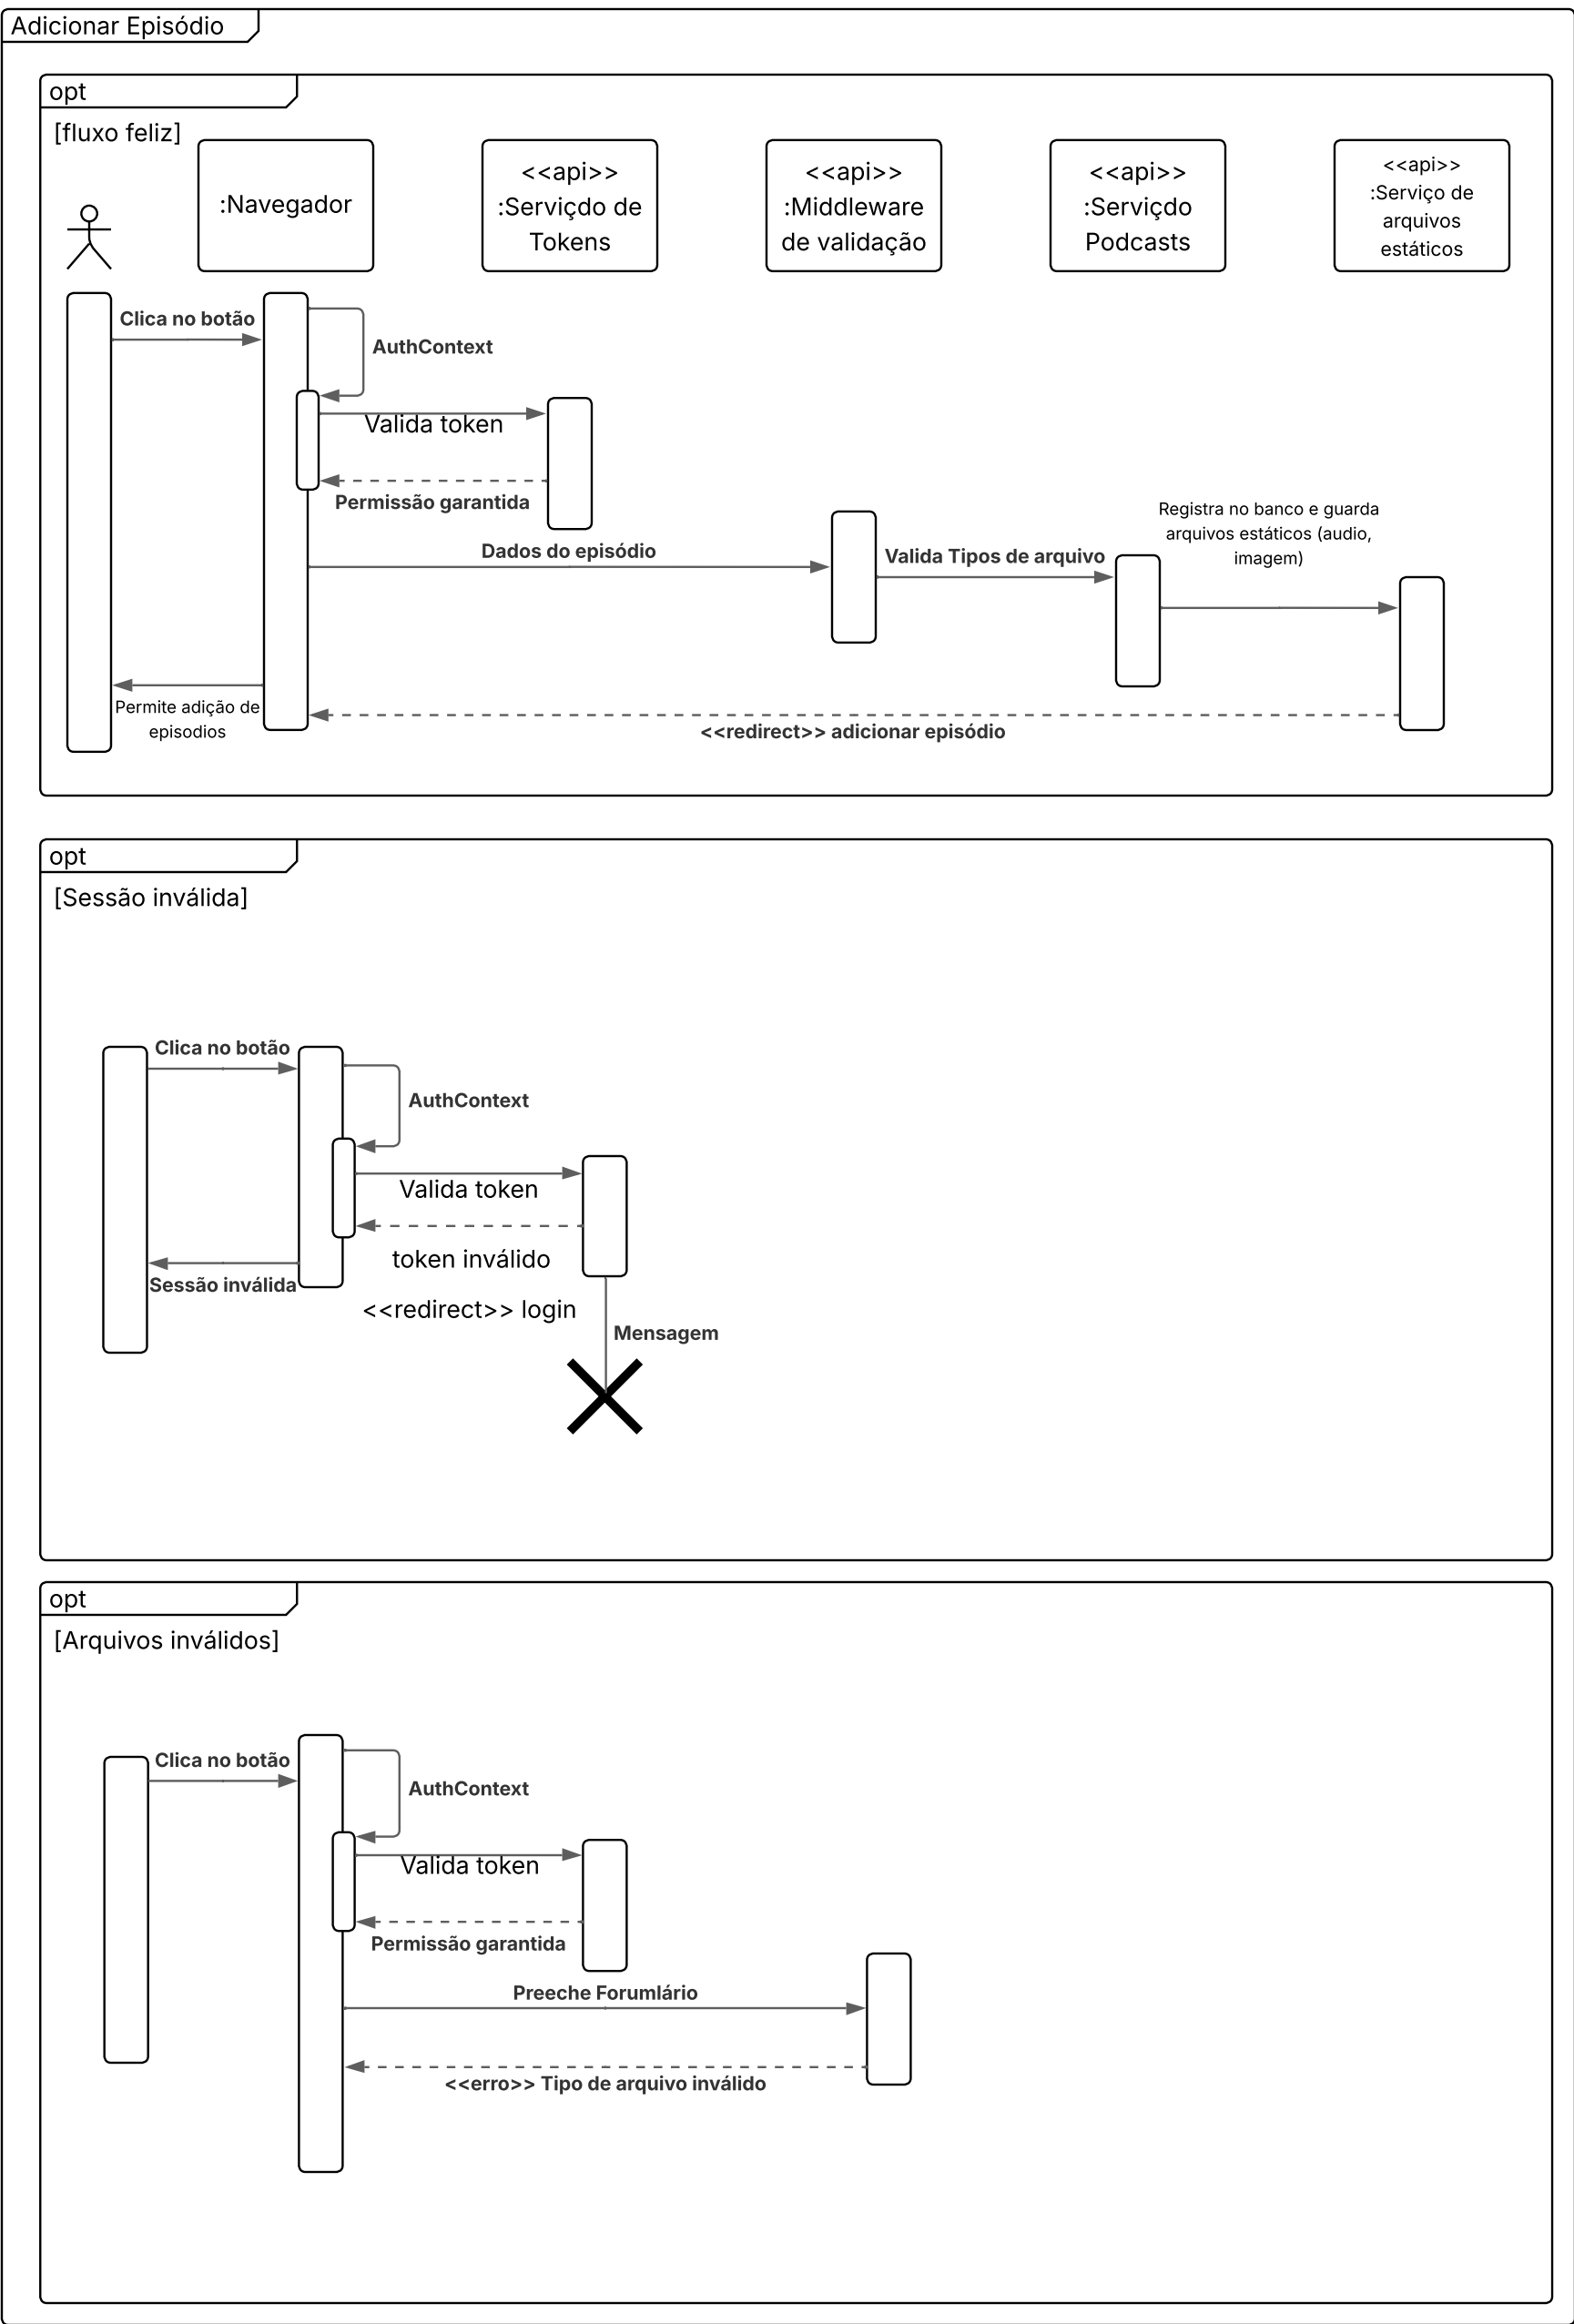 Adicionar Episódio
opt
[fluxo feliz]
:Navegador
<<api>>
:Serviçdo de
Tokens
<<api>>
:Middleware
de validação
<<api>>
:Serviçdo
Podcasts
<<api>>
:Serviço de
arquivos
estáticos
Clica no botão
AuthContext
Valida token
Permissão garantida
Dados do episódio
Valida Tipos de arquivo
Registra no banco e guarda
arquivos estáticos (audio,
imagem)
Permite adição de
episodios
<<redirect>> adicionar episódio
opt
[Sessão inválida]
Clica no botão
AuthContext
Valida token
token inválido
Sessão inválida
<<redirect>> login
Mensagem
opt
[Arquivos inválidos]
Clica no botão
AuthContext
Valida token
Permissão garantida
Preeche Forumlário
<<erro>> Tipo de arquivo inválido